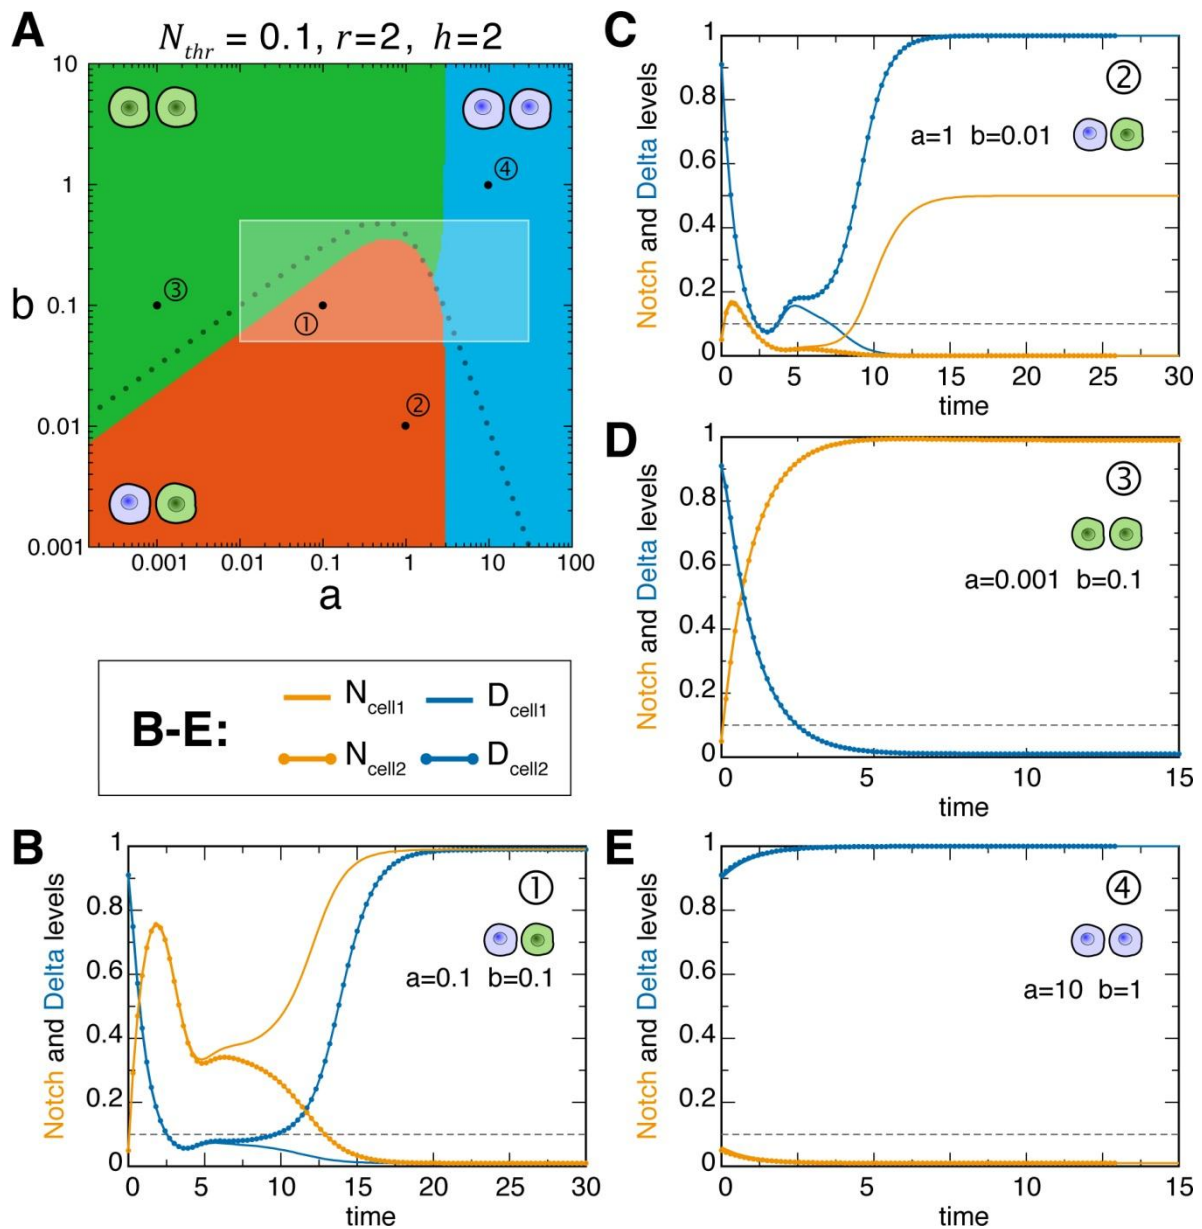 A
N_thr = 0.1, r=2, h=2
10
1
b
0.1
0.01
0.001
④
③
①
②
0.001 0.01 0.1 1 10 100
a
B-E:
N_cell1 D_cell1
N_cell2 D_cell2
B
Notch and Delta levels
1
0.8
0.6
0.4
0.2
0
①
a=0.1 b=0.1
0 5 10 15 20 25 30
time
C
Notch and Delta levels
1
0.8
0.6
0.4
0.2
0
②
a=1 b=0.01
0 5 10 15 20 25 30
time
D
Notch and Delta levels
1
0.8
0.6
0.4
0.2
0
③
a=0.001 b=0.1
0 5 10 15
time
E
Notch and Delta levels
1
0.8
0.6
0.4
0.2
0
④
a=10 b=1
0 5 10 15
time